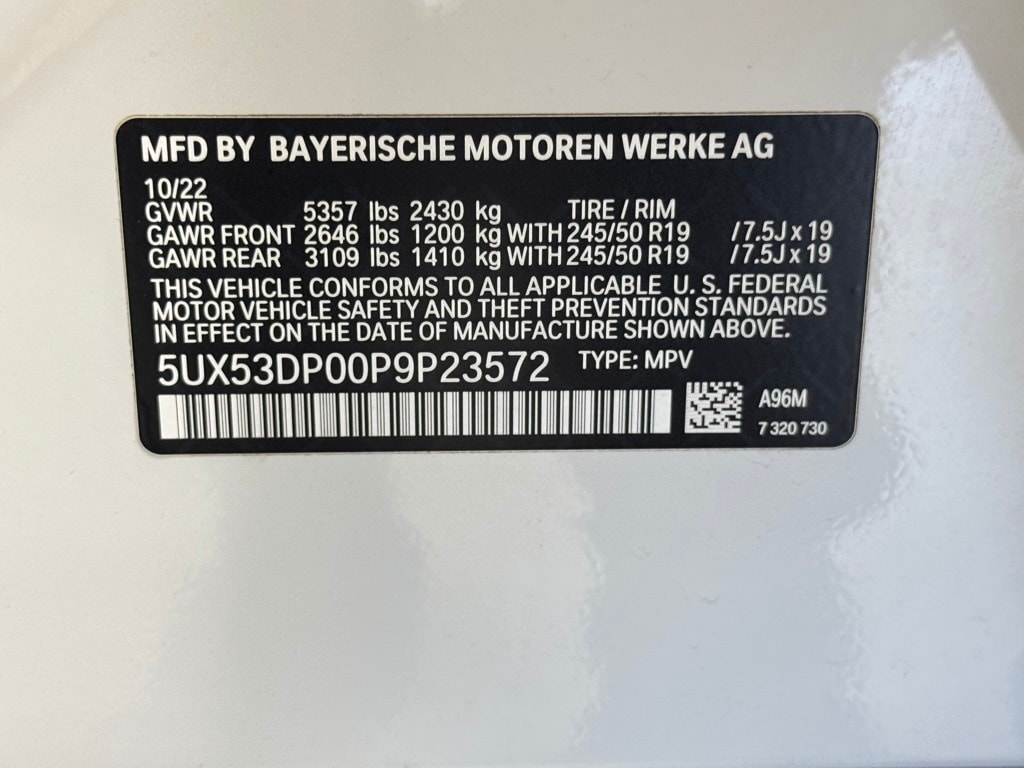 MFD BY BAYERISCHE MOTOREN WERKE AG
10/22
GVWR 5357 lbs 2430 kg TIRE / RIM
GAWR FRONT 2646 lbs 1200 kg WITH 245/50 R19 /7.5J x 19
GAWR REAR 3109 lbs 1410 kg WITH 245/50 R19 /7.5J x 19
THIS VEHICLE CONFORMS TO ALL APPLICABLE U. S. FEDERAL
MOTOR VEHICLE SAFETY AND THEFT PREVENTION STANDARDS
IN EFFECT ON THE DATE OF MANUFACTURE SHOWN ABOVE.
5UX53DP00P9P23572 TYPE: MPV
A96M
7 320 730